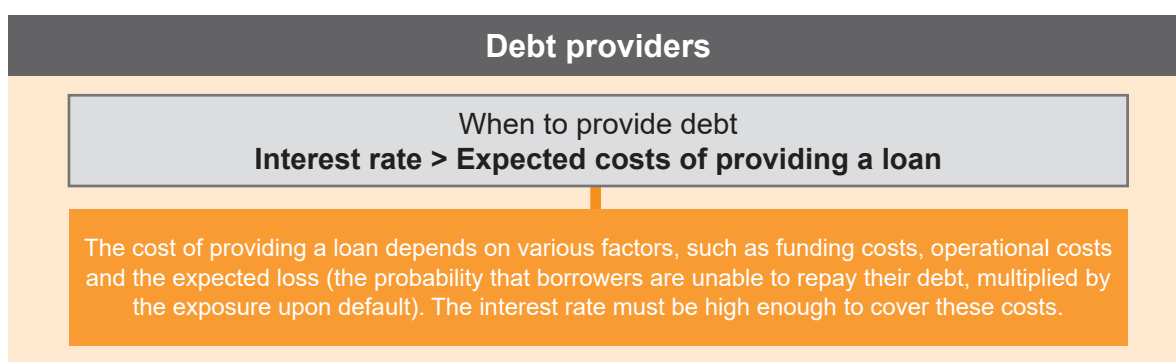 Debt providers
When to provide debt
Interest rate > Expected costs of providing a loan
The cost of providing a loan depends on various factors, such as funding costs, operational costs
and the expected loss (the probability that borrowers are unable to repay their debt, multiplied by
the exposure upon default). The interest rate must be high enough to cover these costs.